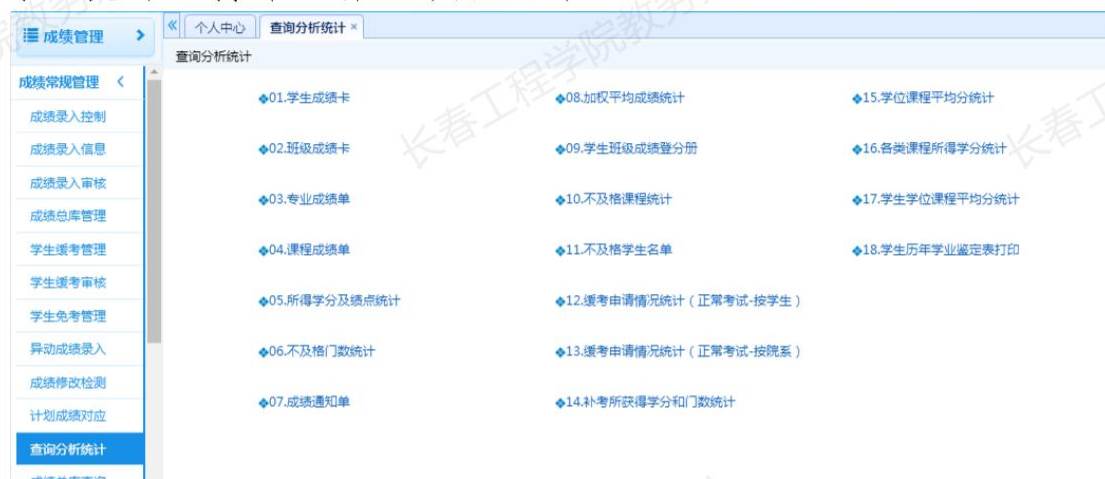 成绩管理
个人中心
查询分析统计
查询分析统计
成绩常规管理
成绩录入控制
成绩录入信息
成绩录入审核
成绩总库管理
学生缓考管理
学生缓考审核
学生免考管理
异动成绩录入
成绩修改检测
计划成绩对应
查询分析统计
01.学生成绩卡
02.班级成绩卡
03.专业成绩单
04.课程成绩单
05.所得学分及绩点统计
06.不及格门数统计
07.成绩通知单
08.加权平均成绩统计
09.学生班级成绩登分册
10.不及格课程统计
11.不及格学生名单
12.缓考申请情况统计（正常考试-按学生）
13.缓考申请情况统计（正常考试-按院系）
14.补考所获得学分和门数统计
15.学位课程平均分统计
16.各类课程所得学分统计
17.学生学位课程平均分统计
18.学生历年学业鉴定表打印
长春工程学院教务
长春工